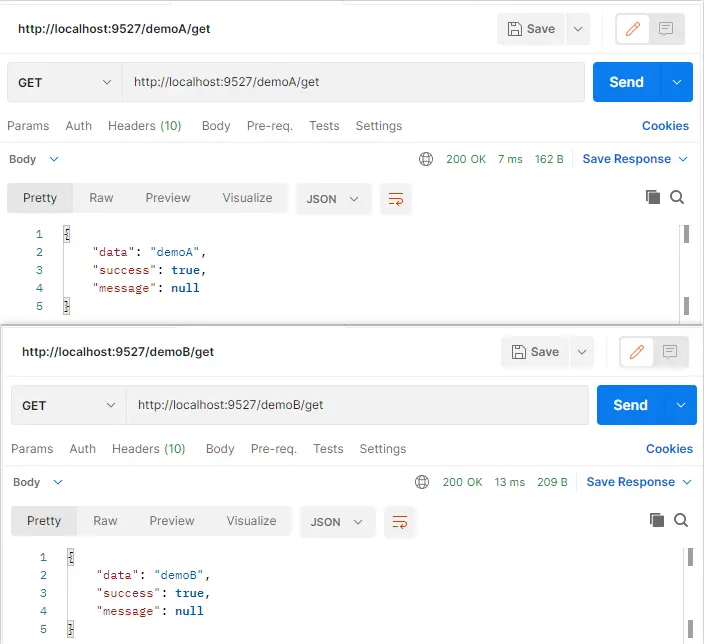 http://localhost:9527/demoA/get Save
GET http://localhost:9527/demoA/get Send
Params Auth Headers (10) Body Pre-req. Tests Settings Cookies
Body 200 OK 7 ms 162 B Save Response
Pretty Raw Preview Visualize JSON
1 {
2 "data": "demoA",
3 "success": true,
4 "message": null
5 }
http://localhost:9527/demoB/get Save
GET http://localhost:9527/demoB/get Send
Params Auth Headers (10) Body Pre-req. Tests Settings Cookies
Body 200 OK 13 ms 209 B Save Response
Pretty Raw Preview Visualize JSON
1 {
2 "data": "demoB",
3 "success": true,
4 "message": null
5 }